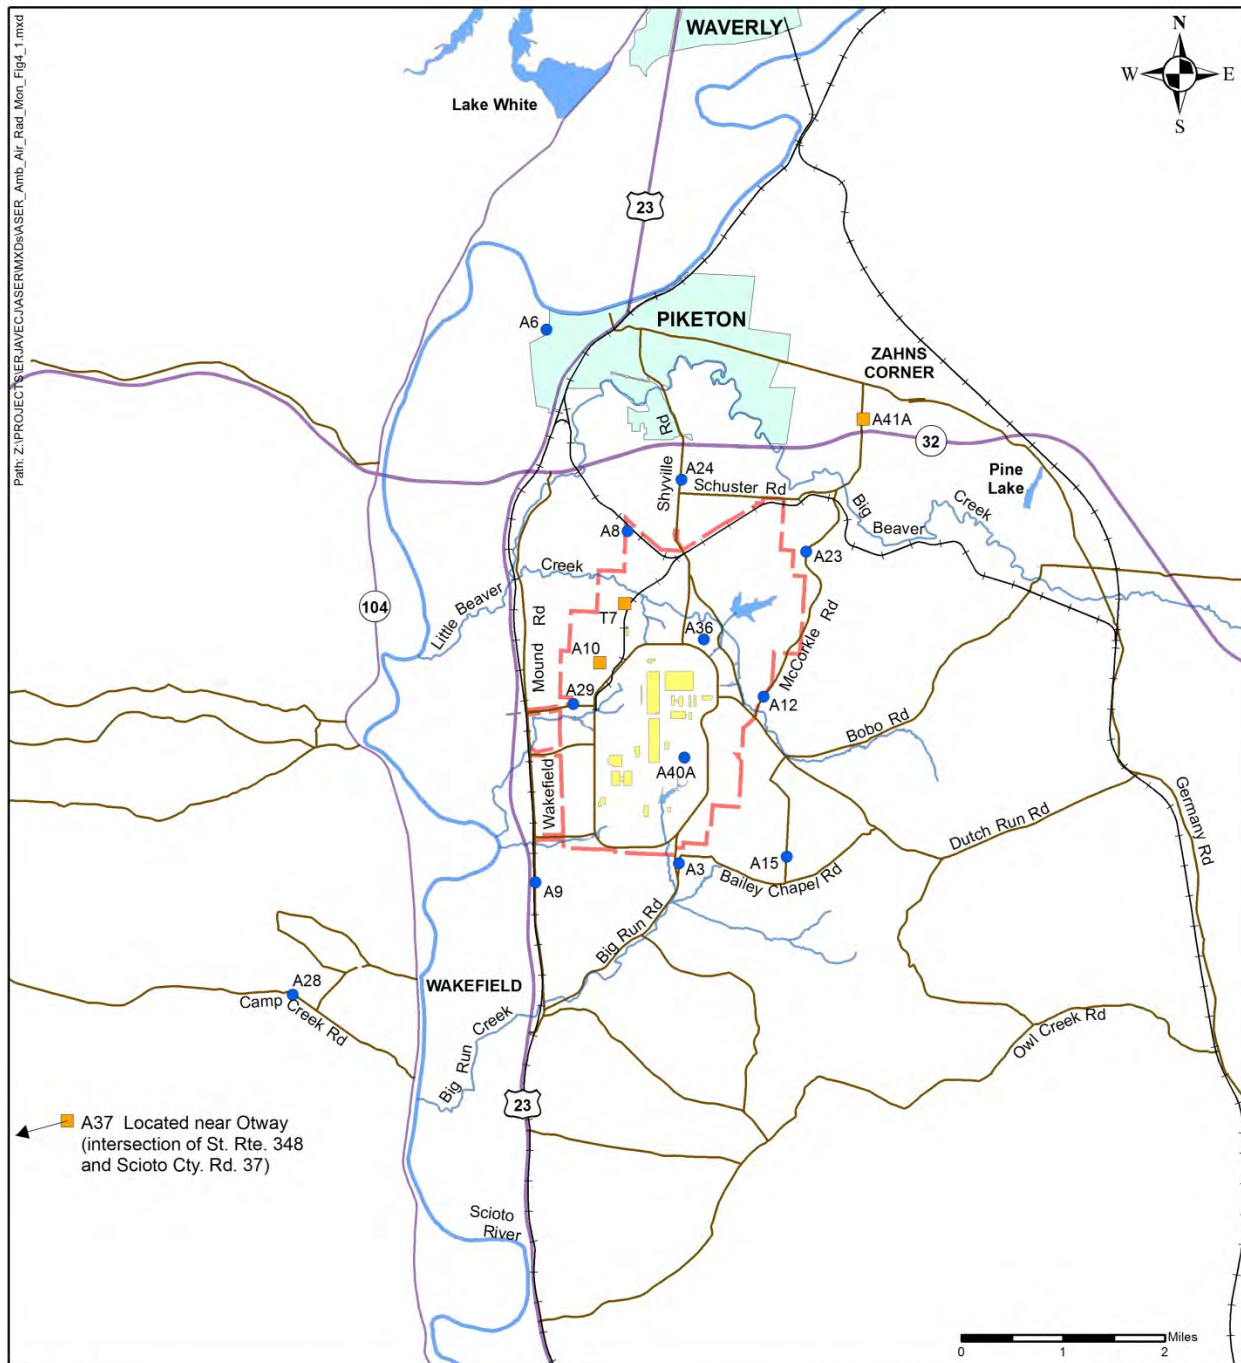 Path: Z:\PROJECTS\ERJAVECJ\ASER\MXDs\ASER_Amb_Air_Rad_Mon_Fig4_1.mxd
WAVERLY
N
W
E
S
Lake White
23
A6
PIKETON
ZAHNS
CORNER
A41A
32
Shyville Rd
A24
Schuster Rd
Pine
Lake
Big Beaver Creek
A8
A23
Little Beaver Creek
104
T7
A36
McCorkle Rd
Mound Rd
A10
A29
A12
Bobo Rd
Wakefield
A40A
Germany Rd
Dutch Run Rd
A15
A3
Bailey Chapel Rd
A9
Big Run Rd
A28
Camp Creek Rd
WAKEFIELD
Big Run Creek
Owl Creek Rd
23
A37 Located near Otway
(intersection of St. Rte. 348
and Scioto Cty. Rd. 37)
Scioto
River
Miles
0 1 2